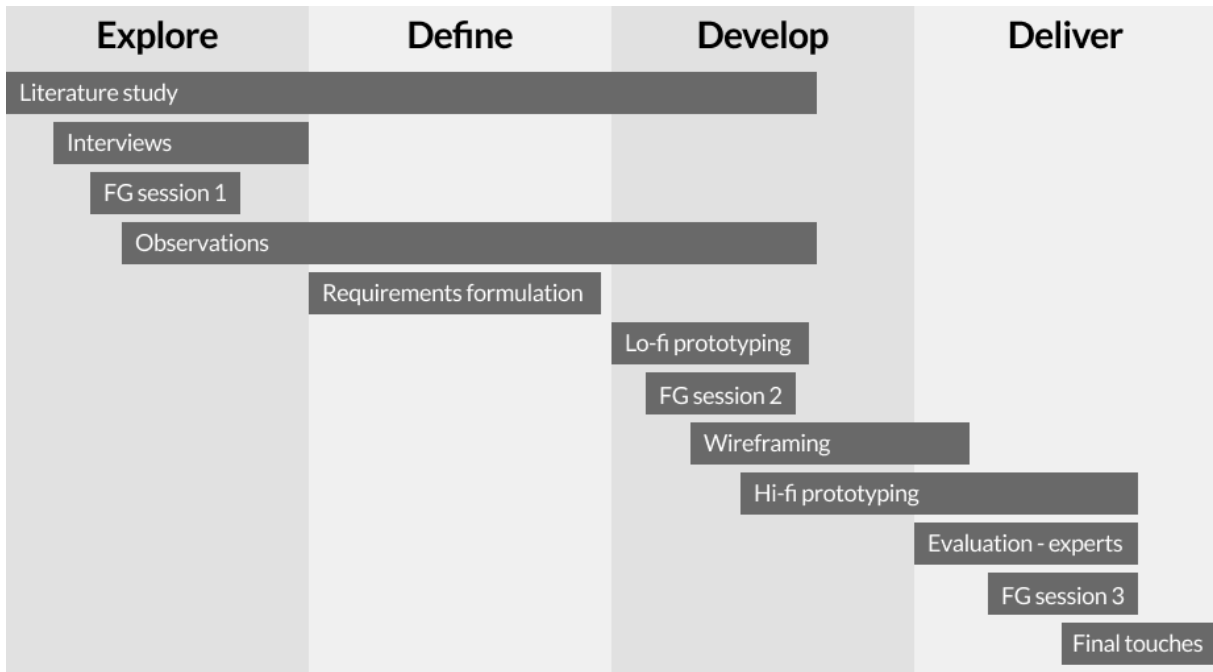 Explore
Define
Develop
Deliver
Literature study
Interviews
FG session 1
Observations
Requirements formulation
Lo-fi prototyping
FG session 2
Wireframing
Hi-fi prototyping
Evaluation - experts
FG session 3
Final touches